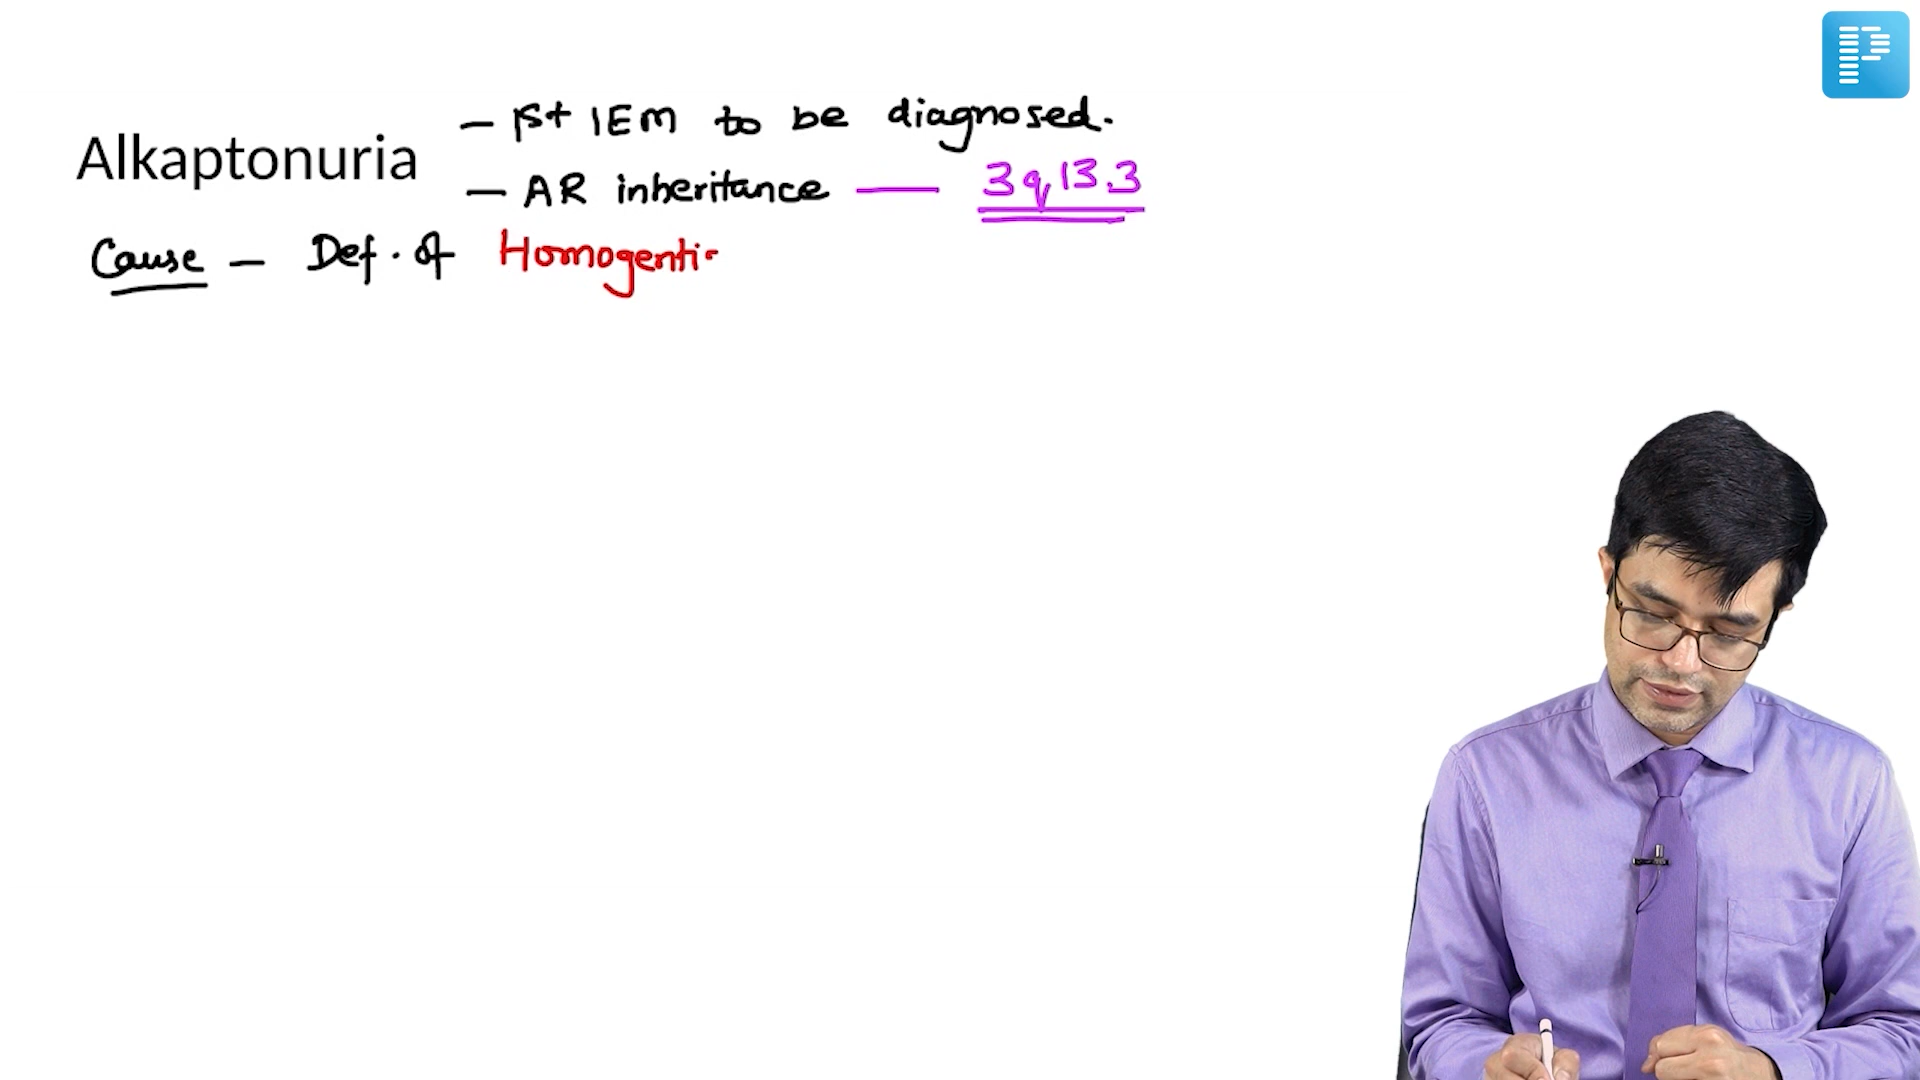 Alkaptonuria
– 1st IEM to be diagnosed.
– AR inheritance — 3q13.3
Cause – Def. of Homogenti
P